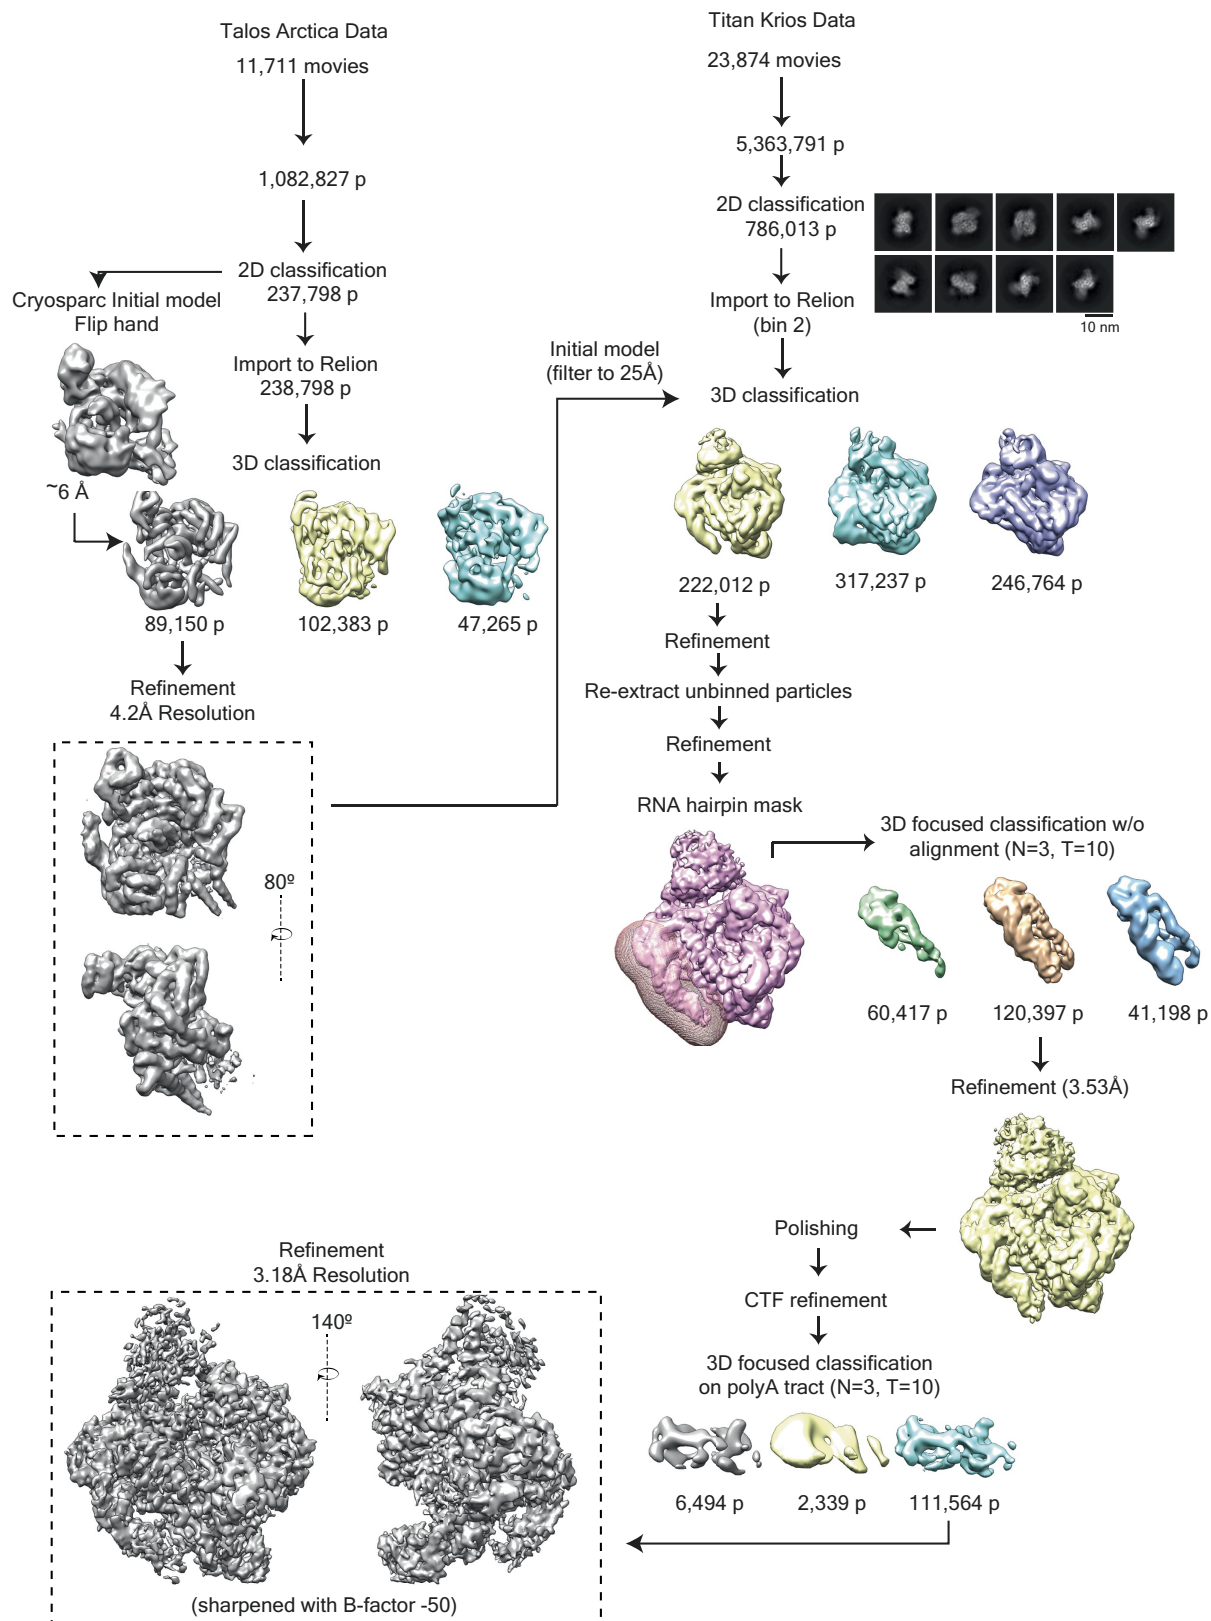 Talos Arctica Data
11,711 movies
1,082,827 p
2D classification
237,798 p
Cryosparc Initial model
Flip hand
Import to Relion
238,798 p
3D classification
~6 Å
89,150 p
102,383 p
47,265 p
Refinement
4.2Å Resolution
80º
Titan Krios Data
23,874 movies
5,363,791 p
2D classification
786,013 p
10 nm
Import to Relion
(bin 2)
Initial model
(filter to 25Å)
3D classification
222,012 p
317,237 p
246,764 p
Refinement
Re-extract unbinned particles
Refinement
RNA hairpin mask
3D focused classification w/o
alignment (N=3, T=10)
60,417 p
120,397 p
41,198 p
Refinement (3.53Å)
Polishing
CTF refinement
3D focused classification
on polyA tract (N=3, T=10)
6,494 p
2,339 p
111,564 p
Refinement
3.18Å Resolution
140º
(sharpened with B-factor -50)